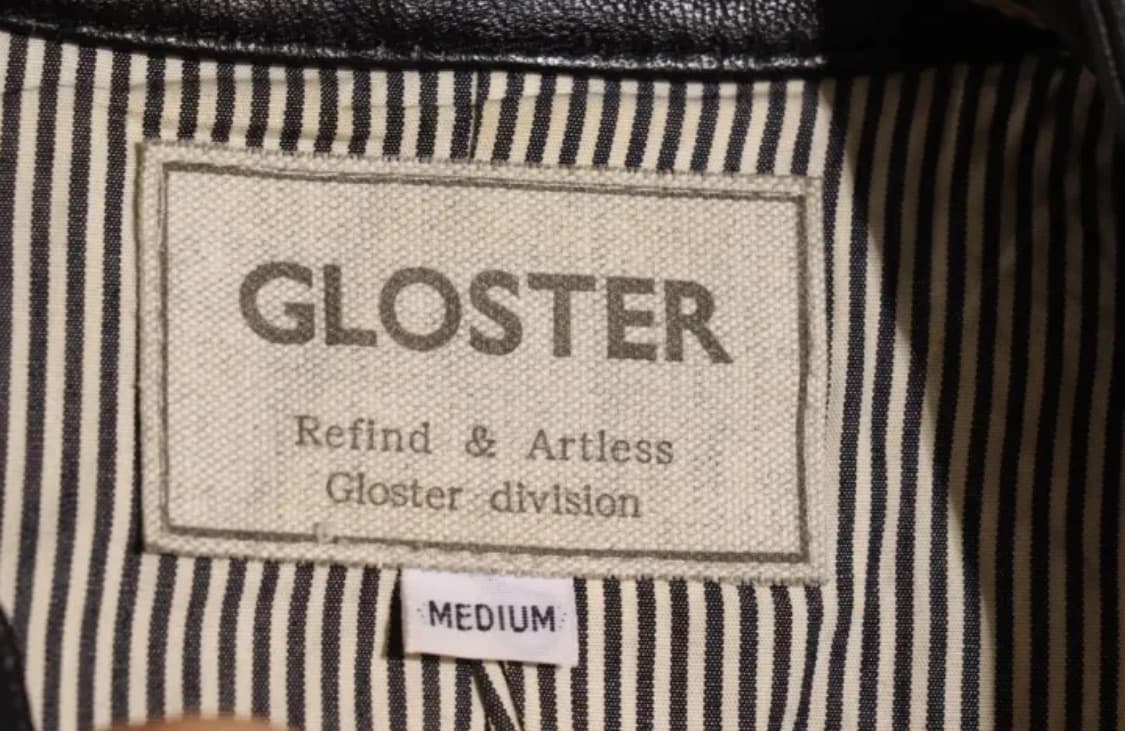 GLOSTER
Refind & Artless
Gloster division
MEDIUM